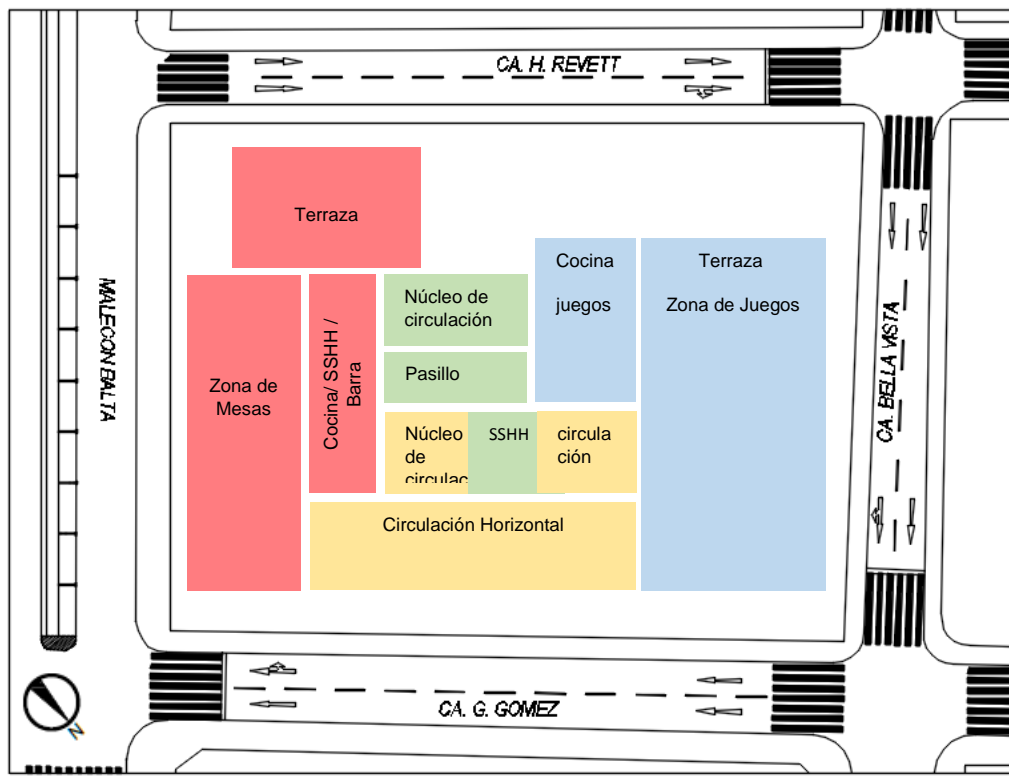 CA. H. REVETT
Terraza
Cocina
juegos
Terraza
Zona de Juegos
Núcleo de
circulación
MALECON BALTA
Cocina/ SSHH /
Barra
Pasillo
Zona de
Mesas
CA. BELLA VISTA
Núcleo
de
circulac
SSHH
circula
ción
Circulación Horizontal
CA. G. GOMEZ
N